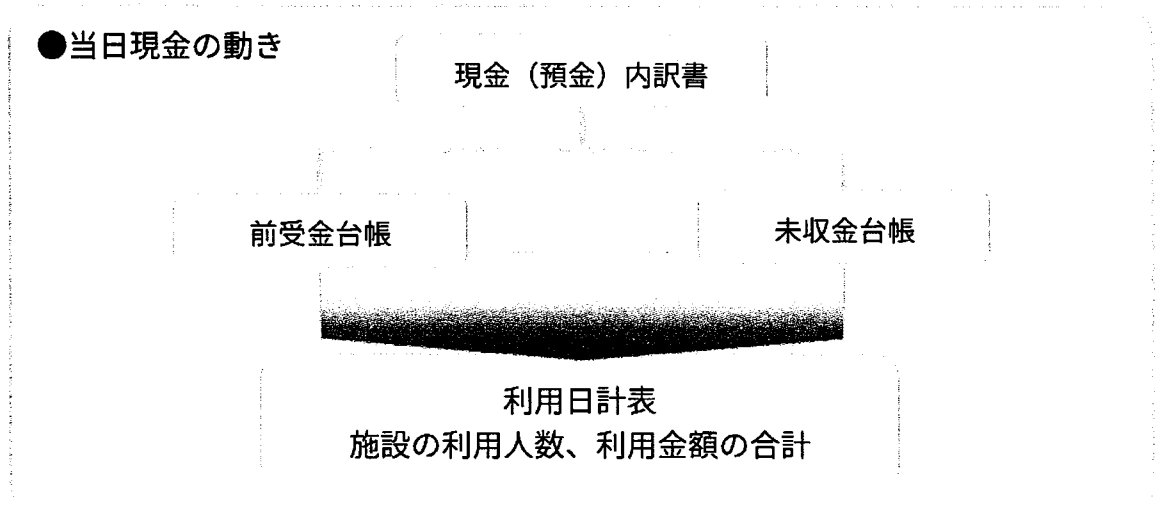 ●当日現金の動き
現金（預金）内訳書
前受金台帳
未収金台帳
利用日計表
施設の利用人数、利用金額の合計